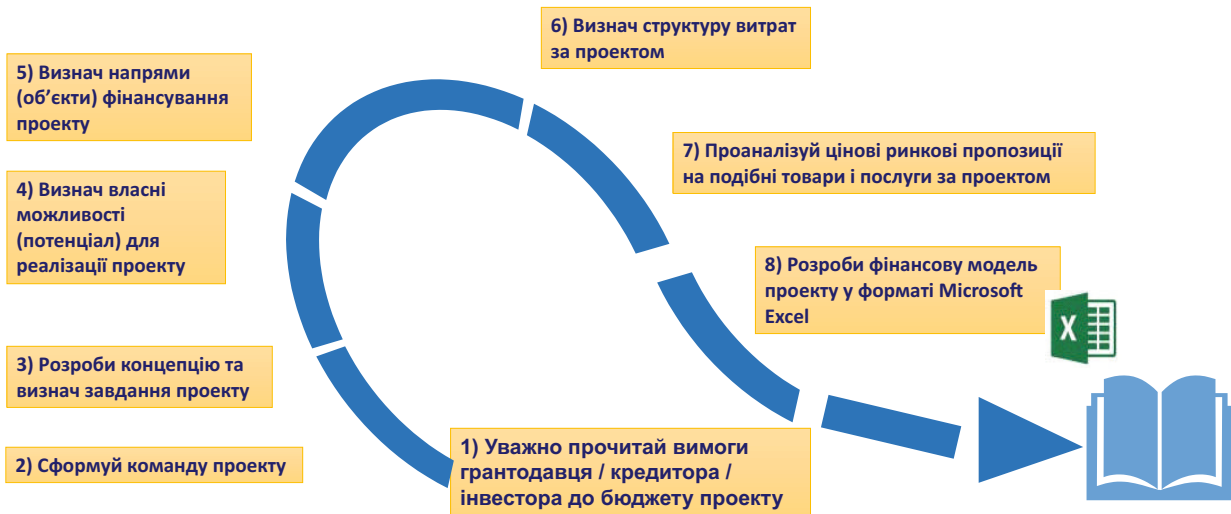 6) Визнач структуру витрат
за проектом
5) Визнач напрями
(об’єкти) фінансування
проекту
7) Проаналізуй цінові ринкові пропозиції
на подібні товари і послуги за проектом
4) Визнач власні
можливості
(потенціал) для
реалізації проекту
8) Розроби фінансову модель
проекту у форматі Microsoft
Excel
X
3) Розроби концепцію та
визнач завдання проекту
2) Сформуй команду проекту
1) Уважно прочитай вимоги
грантодавця / кредитора /
інвестора до бюджету проекту